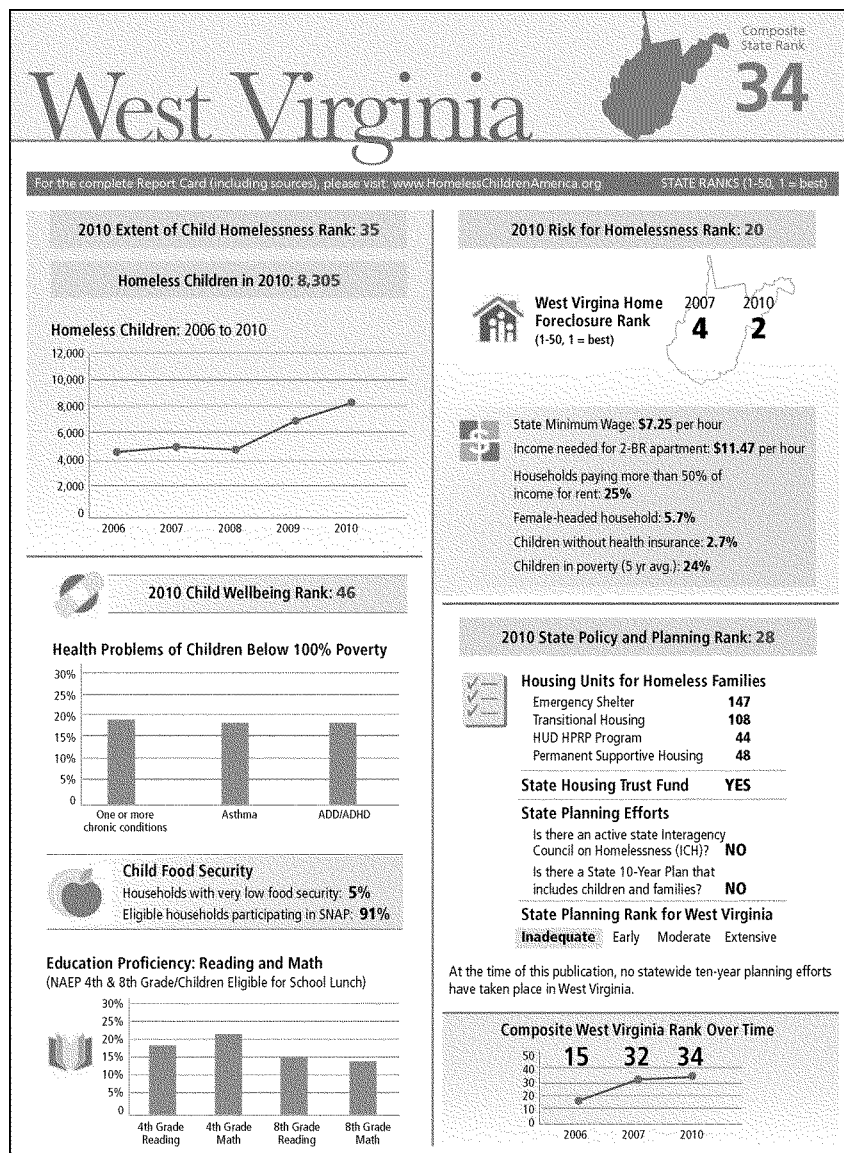 West Virginia
Composite
State Rank
34
For the complete Report Card (including sources), please visit: www.HomelessChildrenAmerica.org
STATE RANKS (1-50, 1 = best)
2010 Extent of Child Homelessness Rank: 35
Homeless Children in 2010: 8,305
Homeless Children: 2006 to 2010
12,000
10,000
8,000
6,000
4,000
2,000
0
2006 2007 2008 2009 2010
2010 Child Wellbeing Rank: 46
Health Problems of Children Below 100% Poverty
30%
25%
20%
15%
10%
5%
0
One or more
chronic conditions
Asthma
ADD/ADHD
Child Food Security
Households with very low food security: 5%
Eligible households participating in SNAP: 91%
Education Proficiency: Reading and Math
(NAEP 4th & 8th Grade/Children Eligible for School Lunch)
30%
25%
20%
15%
10%
5%
0
4th Grade
Reading
4th Grade
Math
8th Grade
Reading
8th Grade
Math
2010 Risk for Homelessness Rank: 20
West Virgina Home
Foreclosure Rank
(1-50, 1 = best)
2007 2010
4 2
State Minimum Wage: $7.25 per hour
Income needed for 2-BR apartment: $11.47 per hour
Households paying more than 50% of
income for rent: 25%
Female-headed household: 5.7%
Children without health insurance: 2.7%
Children in poverty (5 yr avg.): 24%
2010 State Policy and Planning Rank: 28
Housing Units for Homeless Families
Emergency Shelter 147
Transitional Housing 108
HUD HPRP Program 44
Permanent Supportive Housing 48
State Housing Trust Fund YES
State Planning Efforts
Is there an active state Interagency
Council on Homelessness (ICH)? NO
Is there a State 10-Year Plan that
includes children and families? NO
State Planning Rank for West Virginia
Inadequate Early Moderate Extensive
At the time of this publication, no statewide ten-year planning efforts
have taken place in West Virginia.
Composite West Virginia Rank Over Time
50
40
30
20
10
0
15 32 34
2006 2007 2010